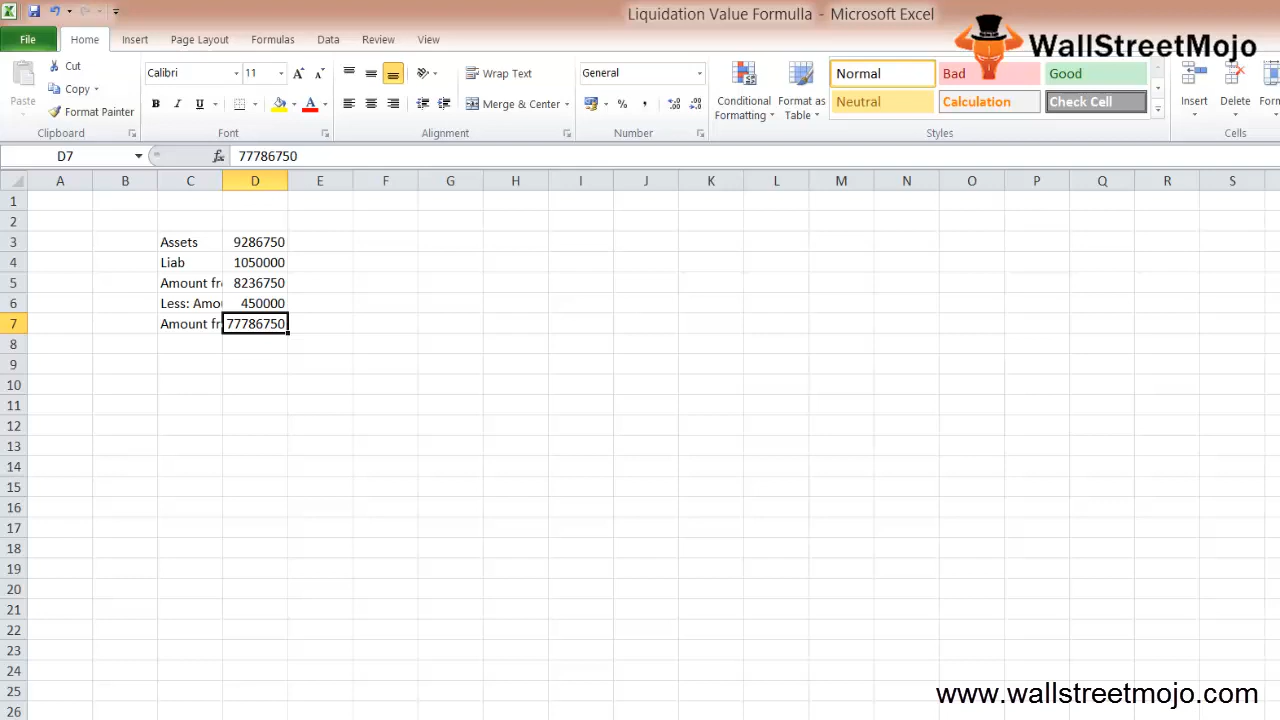 Liquidation Value Formulla - Microsoft Excel
WallStreetMojo
File Home Insert Page Layout Formulas Data Review View
Paste Cut Copy Format Painter
Clipboard
Calibri 11 A A
B I U A
Font
Wrap Text
Merge & Center
Alignment
General
% ,
Number
Conditional Formatting
Format as Table
Normal Bad Good
Neutral Calculation Check Cell
Styles
Insert Delete
Cells
D7 fx 77786750
A B C D E F G H I J K L M N O P Q R S
1
2
3 Assets 9286750
4 Liab 1050000
5 Amount fr 8236750
6 Less: Amou 450000
7 Amount fr 77786750
8
9
10
11
12
13
14
15
16
17
18
19
20
21
22
23
24
25
26
www.wallstreetmojo.com